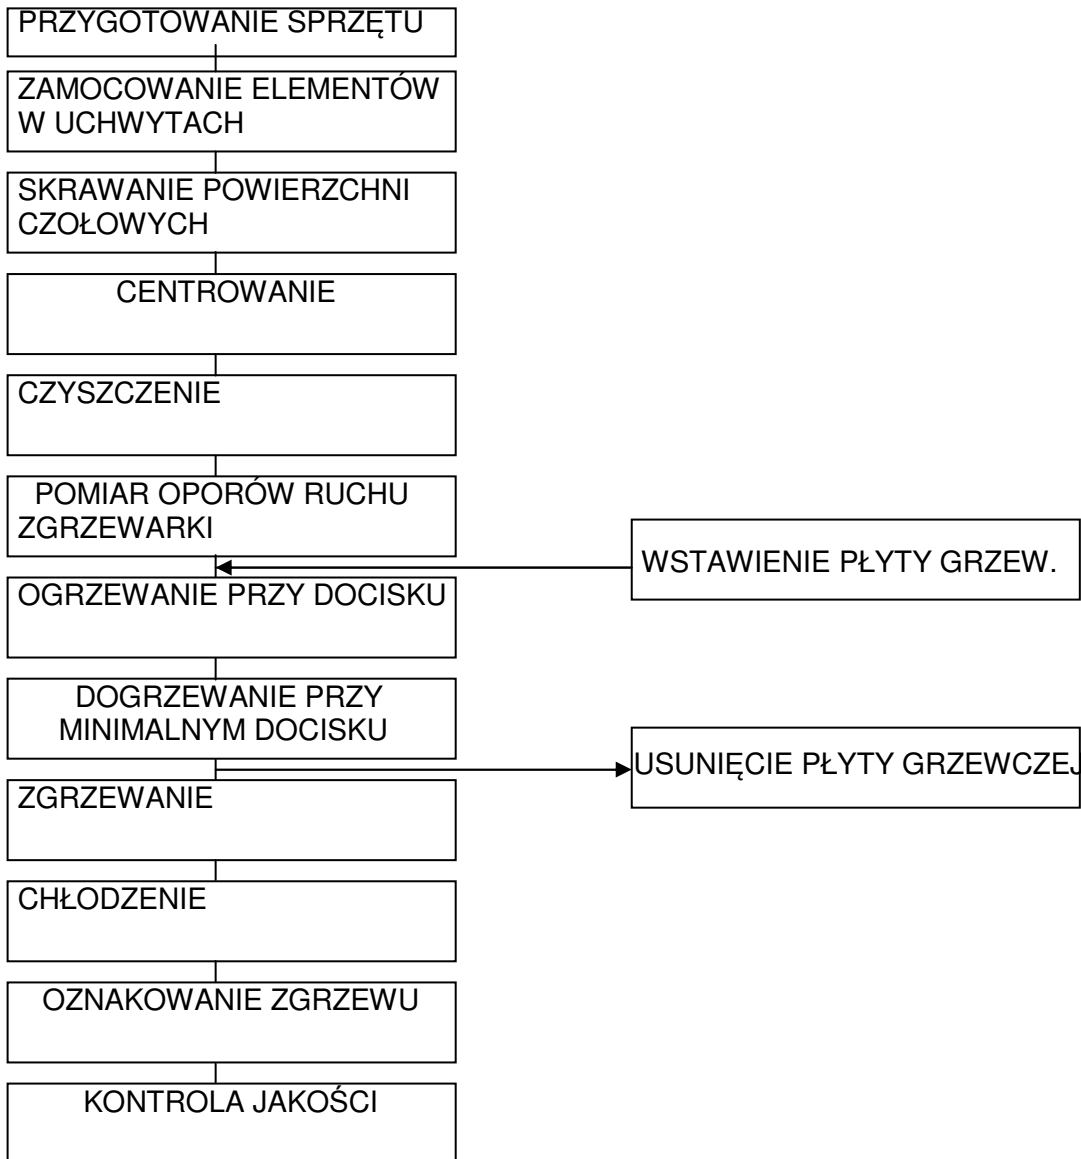 PRZYGOTOWANIE SPRZĘTU
ZAMOCOWANIE ELEMENTÓW
W UCHWYTACH
SKRAWANIE POWIERZCHNI
CZOŁOWYCH
CENTROWANIE
CZYSZCZENIE
POMIAR OPORÓW RUCHU
ZGRZEWARKI
WSTAWIENIE PŁYTY GRZEW.
OGRZEWANIE PRZY DOCISKU
DOGRZEWANIE PRZY
MINIMALNYM DOCISKU
USUNIĘCIE PŁYTY GRZEWCZEJ
ZGRZEWANIE
CHŁODZENIE
OZNAKOWANIE ZGRZEWU
KONTROLA JAKOŚCI